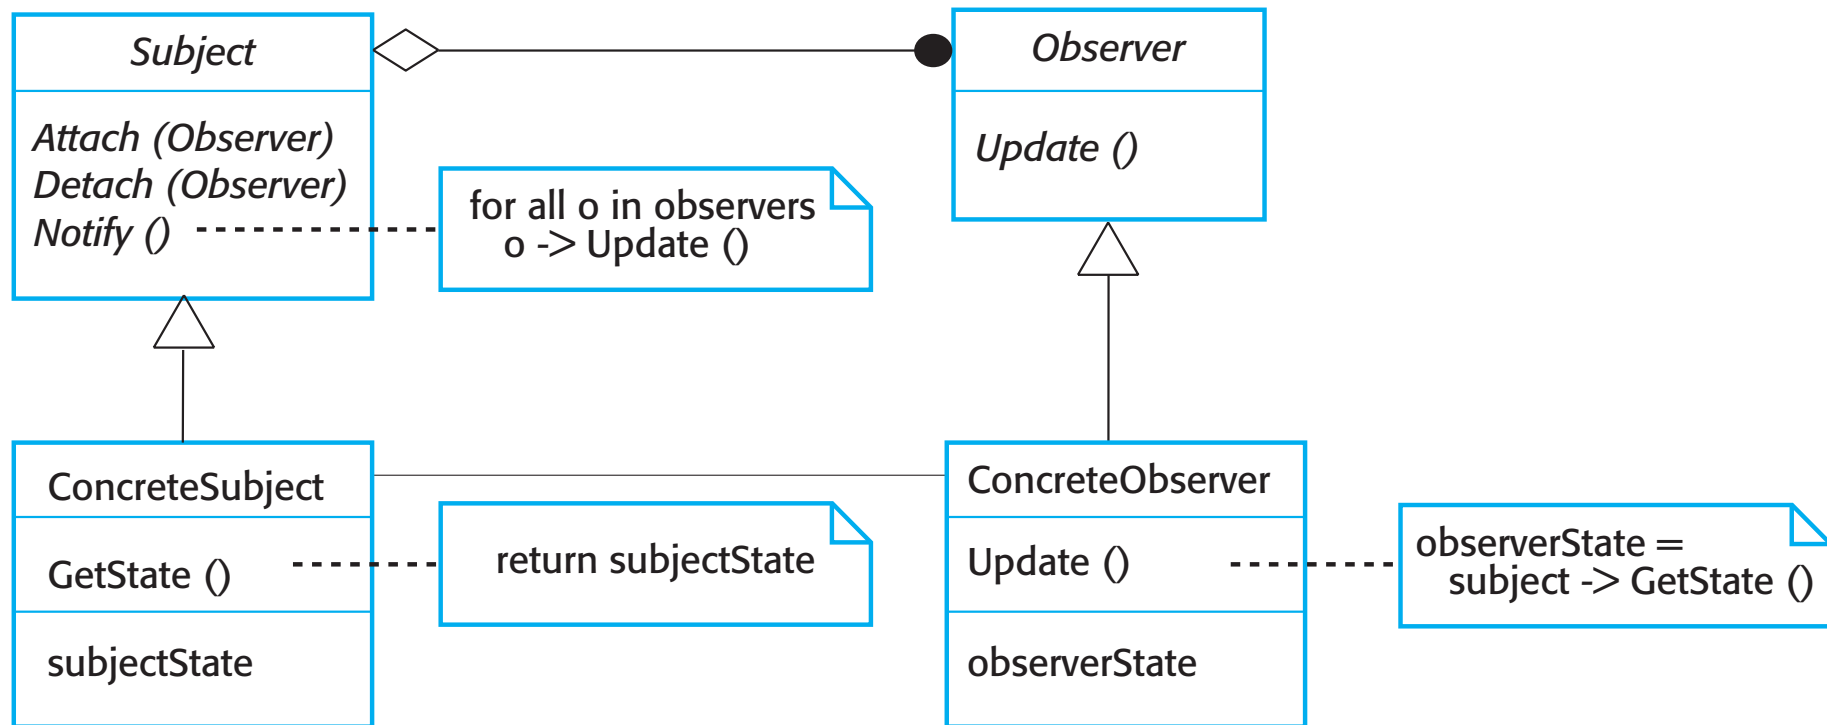 Subject
Attach (Observer)
Detach (Observer)
Notify ()
for all o in observers
o -> Update ()
Observer
Update ()
ConcreteSubject
GetState ()
subjectState
return subjectState
ConcreteObserver
Update ()
observerState
observerState =
subject -> GetState ()